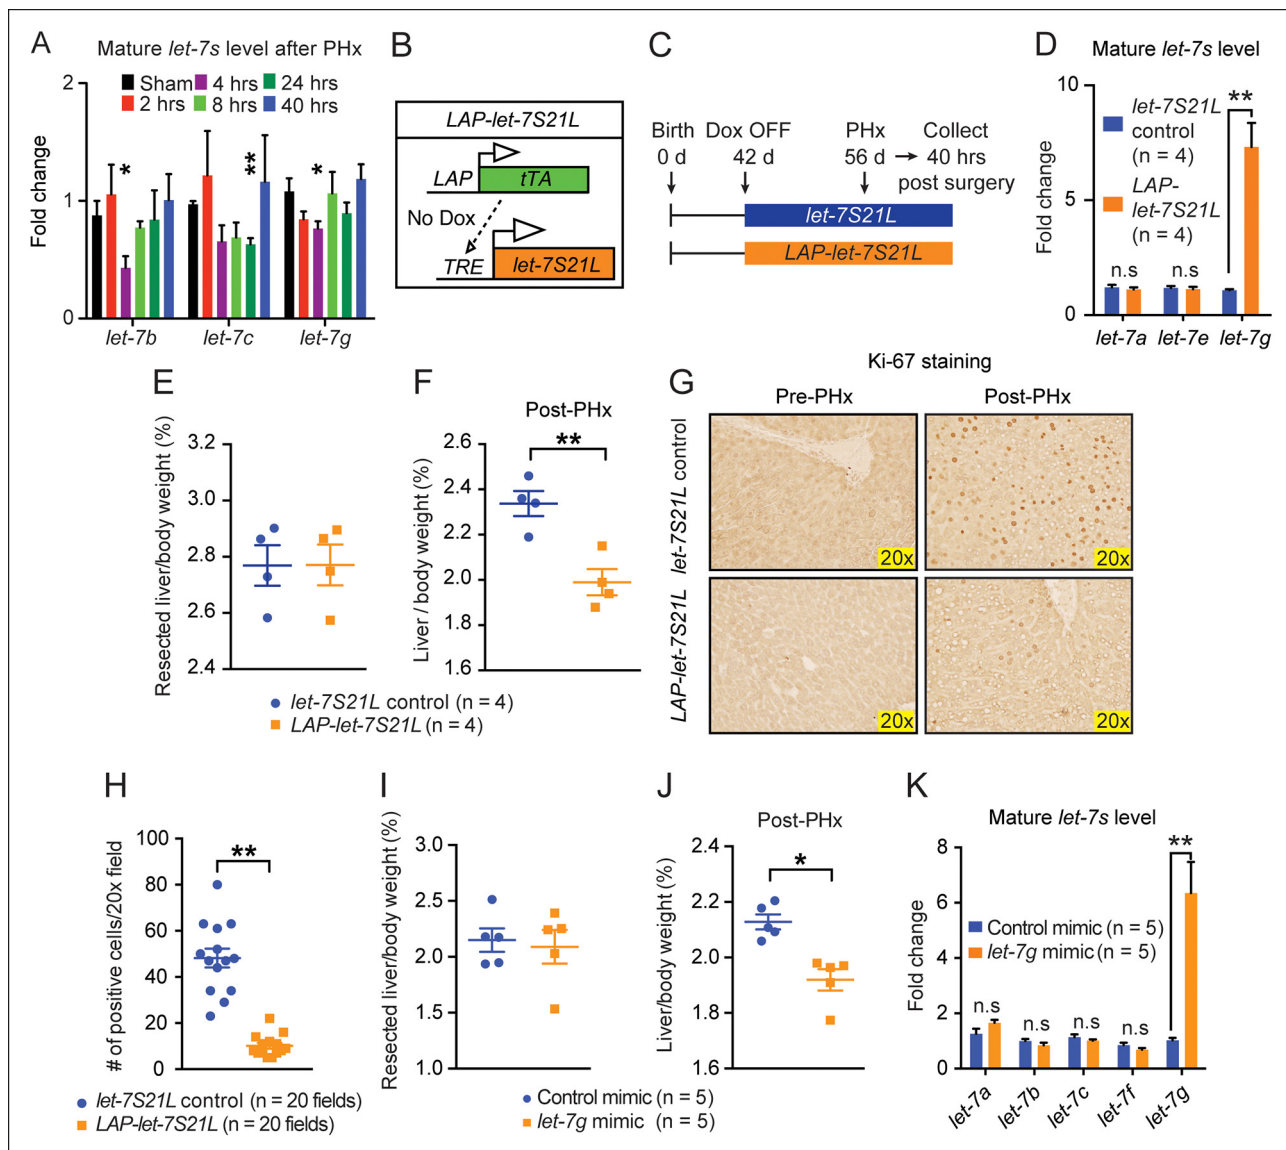 A
Mature let-7s level after PHx
Sham 4 hrs 24 hrs
2 hrs 8 hrs 40 hrs
Fold change
2
1
0
* ** *
let-7b let-7c let-7g
B
LAP-let-7S21L
LAP tTA
No Dox
TRE let-7S21L
C
Birth Dox OFF PHx Collect
0 d 42 d 56 d 40 hrs
post surgery
let-7S21L
LAP-let-7S21L
D
Mature let-7s level
Fold change
10
5
0
let-7S21L
control
(n = 4)
LAP-
let-7S21L
(n = 4)
**
n.s n.s
let-7a let-7e let-7g
E
Resected liver/body weight (%)
3.2
3.0
2.8
2.6
2.4
F
Post-PHx
Liver / body weight (%)
2.6
2.4
2.2
2.0
1.8
1.6
**
let-7S21L control (n = 4)
LAP-let-7S21L (n = 4)
G
Ki-67 staining
Pre-PHx Post-PHx
let-7S21L control
LAP-let-7S21L
20x 20x
20x 20x
H
# of positive cells/20x field
100
80
60
40
20
0
**
let-7S21L control (n = 20 fields)
LAP-let-7S21L (n = 20 fields)
I
Resected liver/body weight (%)
3.0
2.5
2.0
1.5
1.0
J
Post-PHx
Liver/body weight (%)
2.4
2.2
2.0
1.8
1.6
*
Control mimic (n = 5)
let-7g mimic (n = 5)
K
Mature let-7s level
Fold change
8
6
4
2
0
Control mimic (n = 5)
let-7g mimic (n = 5)
**
n.s n.s n.s n.s
let-7a let-7b let-7c let-7f let-7g